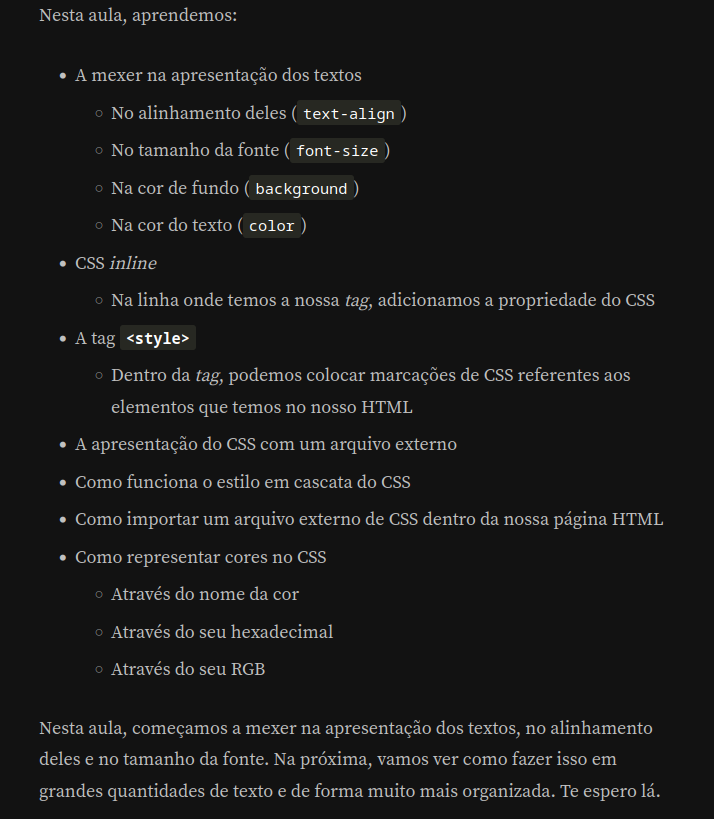 Nesta aula, aprendemos:
• A mexer na apresentação dos textos
○ No alinhamento deles ( text-align )
○ No tamanho da fonte ( font-size )
○ Na cor de fundo ( background )
○ Na cor do texto ( color )
• CSS inline
○ Na linha onde temos a nossa tag, adicionamos a propriedade do CSS
• A tag <style>
○ Dentro da tag, podemos colocar marcações de CSS referentes aos
elementos que temos no nosso HTML
• A apresentação do CSS com um arquivo externo
• Como funciona o estilo em cascata do CSS
• Como importar um arquivo externo de CSS dentro da nossa página HTML
• Como representar cores no CSS
○ Através do nome da cor
○ Através do seu hexadecimal
○ Através do seu RGB
Nesta aula, começamos a mexer na apresentação dos textos, no alinhamento
deles e no tamanho da fonte. Na próxima, vamos ver como fazer isso em
grandes quantidades de texto e de forma muito mais organizada. Te espero lá.